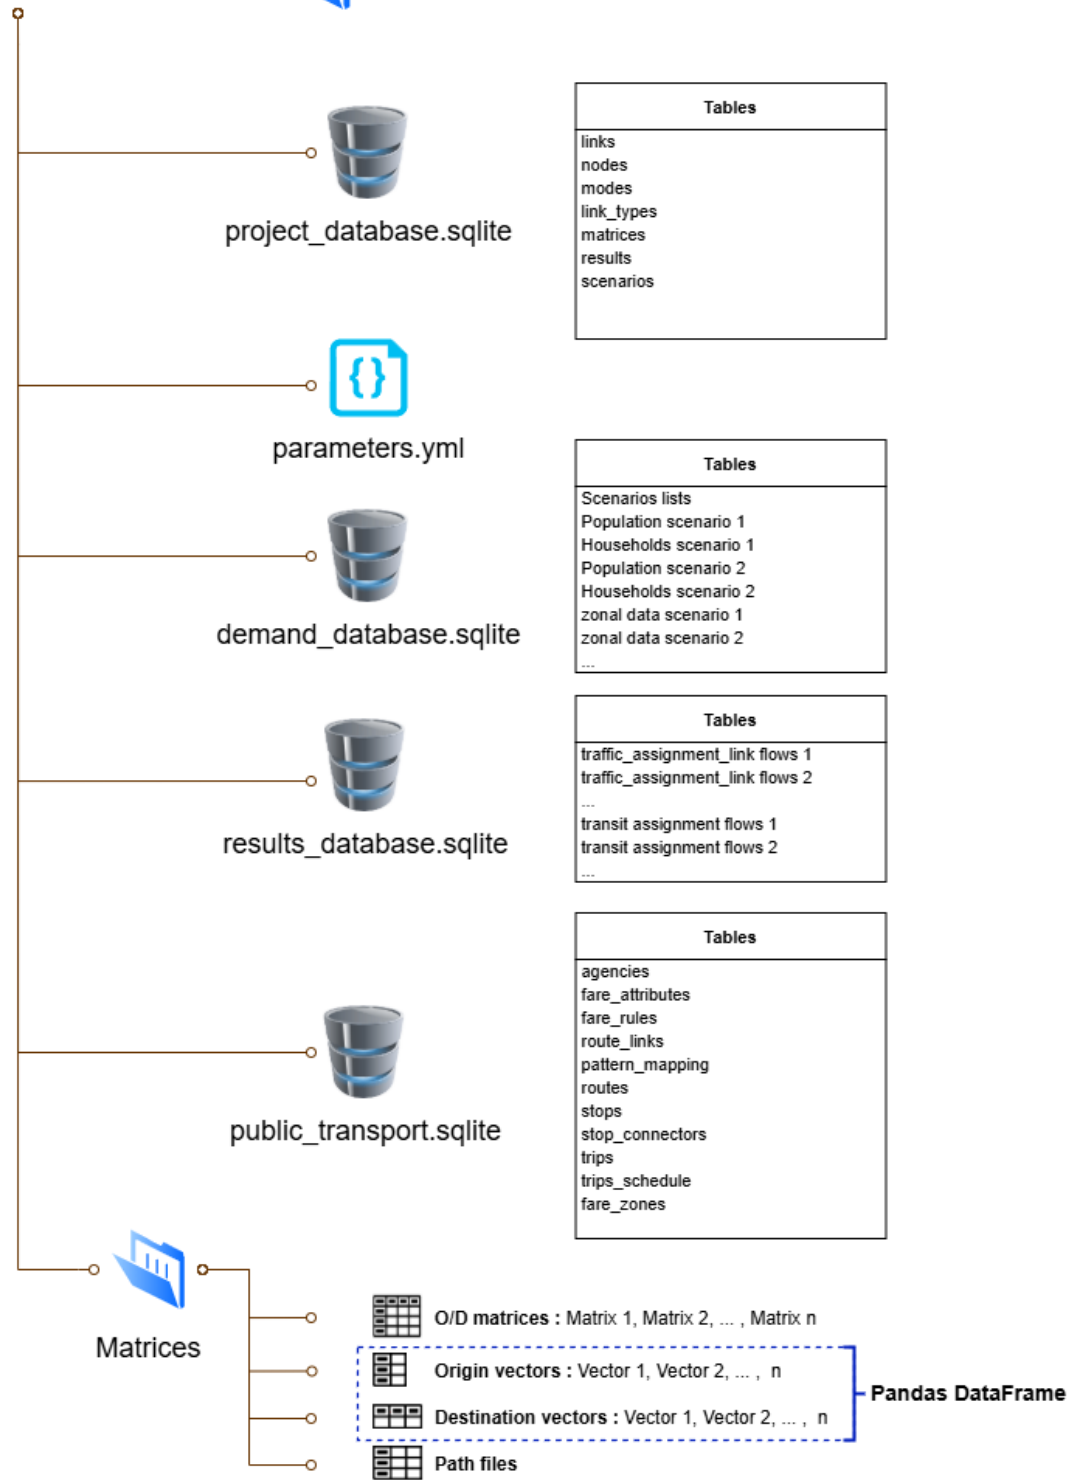 Tables
links
nodes
modes
link_types
matrices
results
scenarios
project_database.sqlite
{}
parameters.yml
Tables
Scenarios lists
Population scenario 1
Households scenario 1
Population scenario 2
Households scenario 2
zonal data scenario 1
zonal data scenario 2
...
demand_database.sqlite
Tables
traffic_assignment_link flows 1
traffic_assignment_link flows 2
...
transit assignment flows 1
transit assignment flows 2
...
results_database.sqlite
Tables
agencies
fare_attributes
fare_rules
route_links
pattern_mapping
routes
stops
stop_connectors
trips
trips_schedule
fare_zones
public_transport.sqlite
Matrices
O/D matrices : Matrix 1, Matrix 2, ... , Matrix n
Origin vectors : Vector 1, Vector 2, ... , n
Destination vectors : Vector 1, Vector 2, ... , n
Pandas DataFrame
Path files